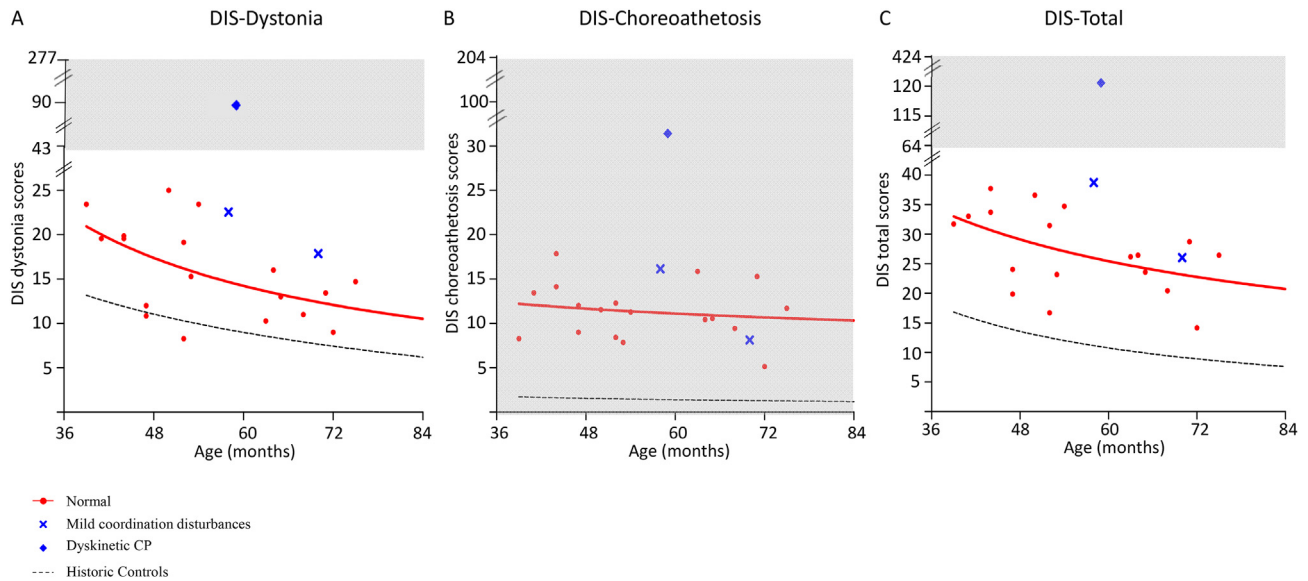 A DIS-Dystonia
277
90
43
25
20
15
10
5
DIS dystonia scores
36 48 60 72 84
Age (months)
B DIS-Choreoathetosis
204
100
30
25
20
15
10
5
DIS choreoathetosis scores
36 48 60 72 84
Age (months)
C DIS-Total
424
120
115
64
40
35
30
25
20
15
10
5
DIS total scores
36 48 60 72 84
Age (months)
Normal
Mild coordination disturbances
Dyskinetic CP
Historic Controls